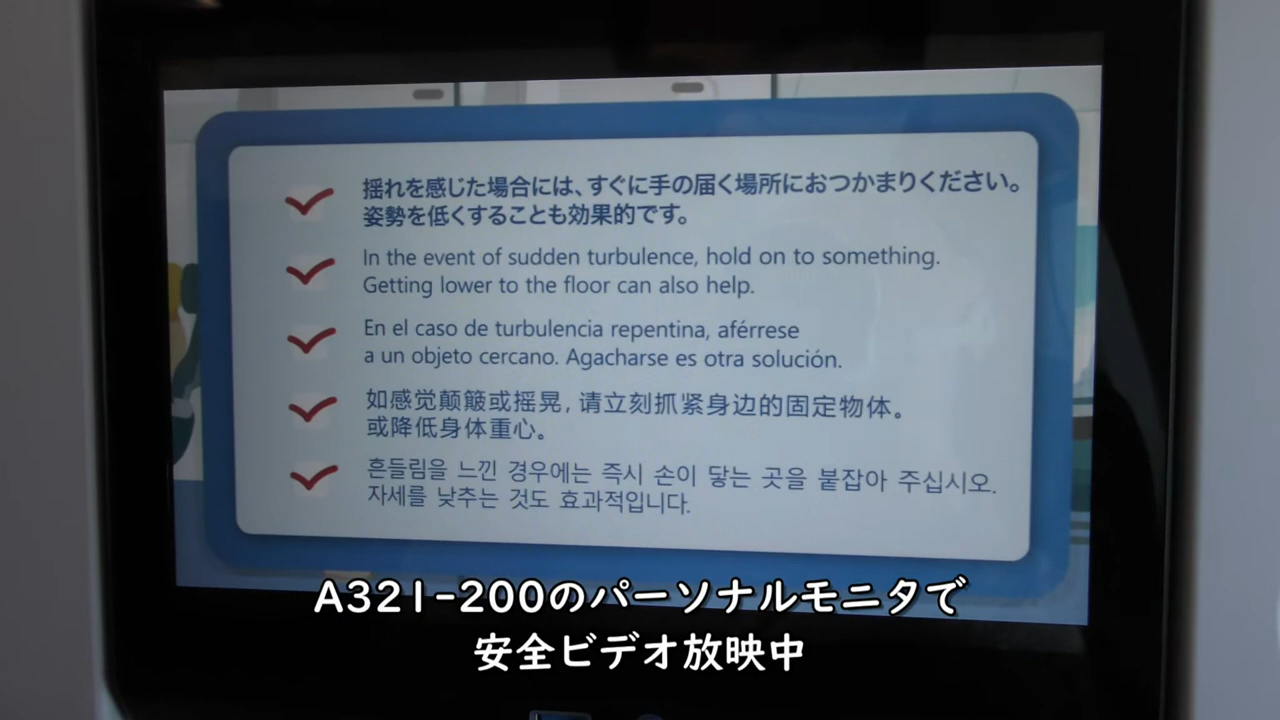 揺れを感じた場合には、すぐに手の届く場所におつかまりください。
姿勢を低くすることも効果的です。
In the event of sudden turbulence, hold on to something.
Getting lower to the floor can also help.
En el caso de turbulencia repentina, aférrese
a un objeto cercano. Agacharse es otra solución.
如感觉颠簸或摇晃，请立刻抓紧身边的固定物体。
或降低身体重心。
흔들림을 느낀 경우에는 즉시 손이 닿는 곳을 붙잡아 주십시오.
자세를 낮추는 것도 효과적입니다.
A321-200のパーソナルモニタで
安全ビデオ放映中